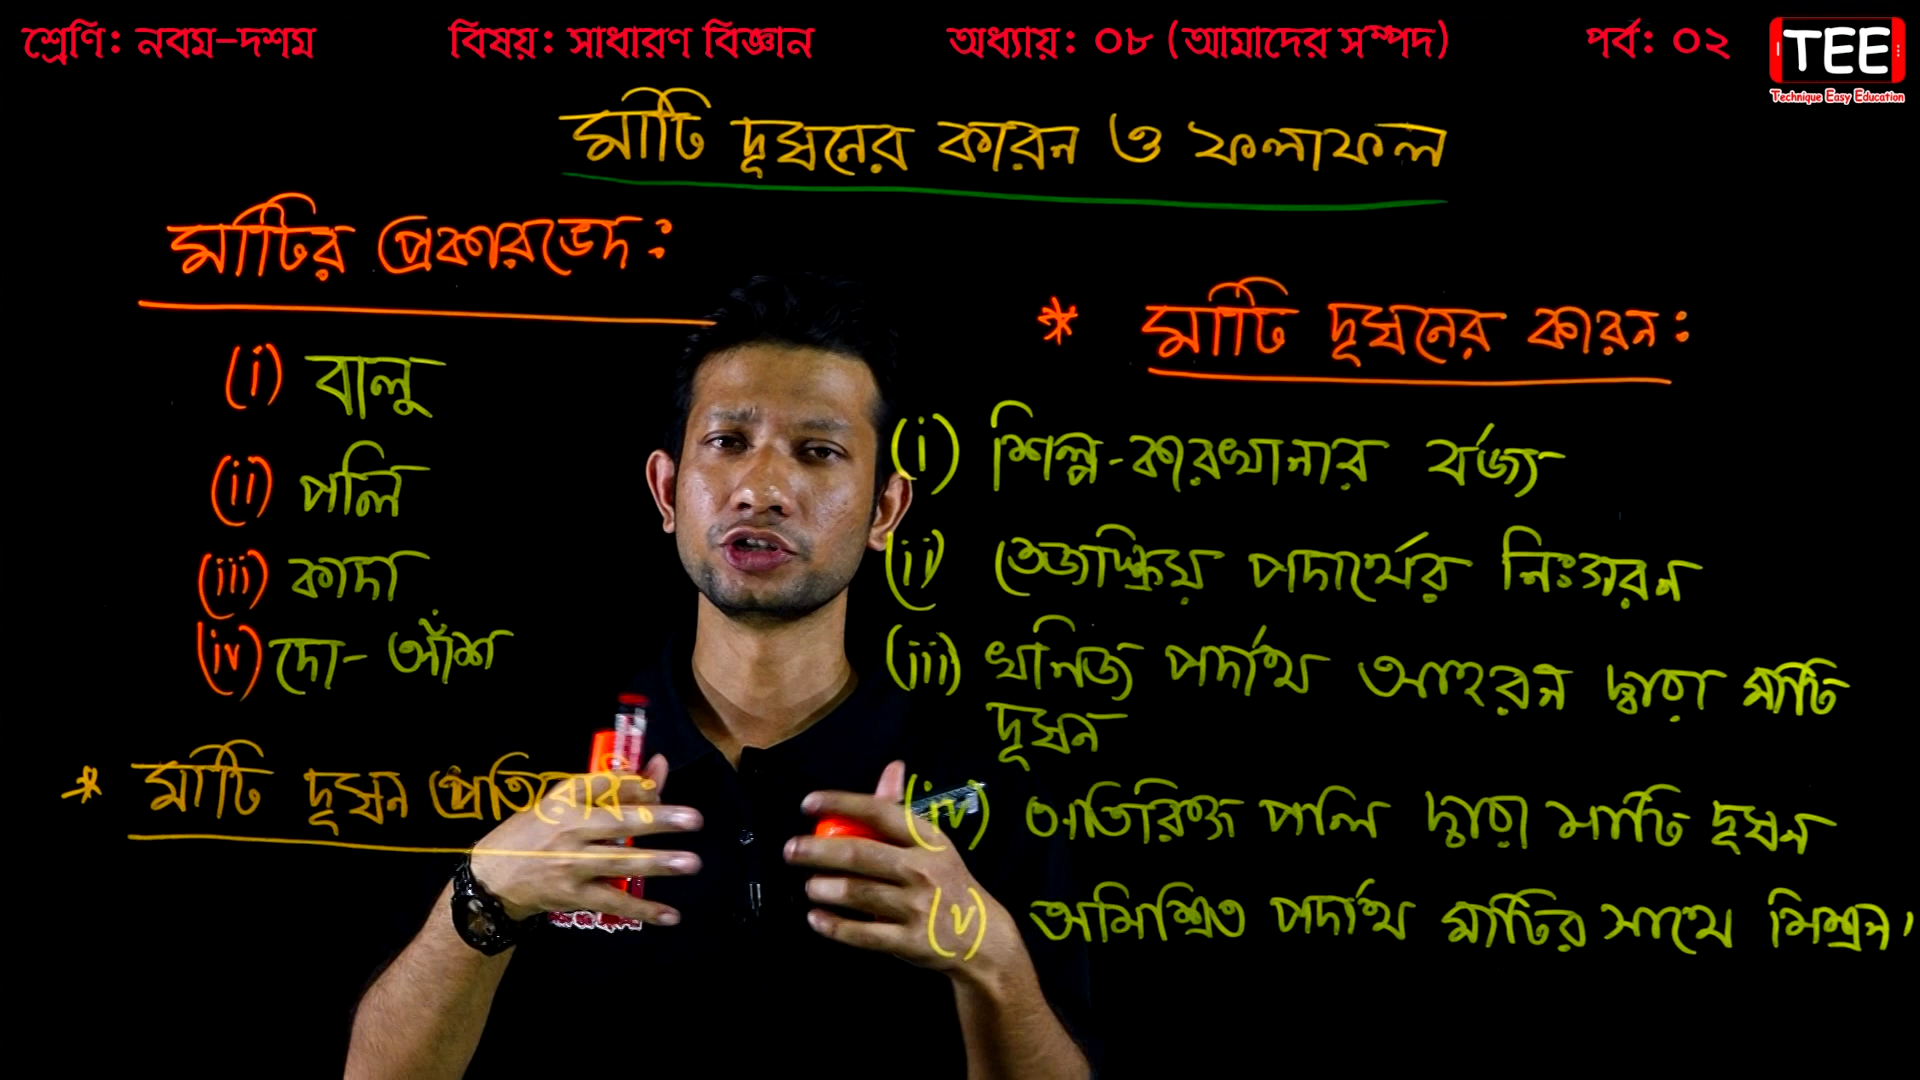 শ্রেণি: নবম-দশম বিষয়: সাধারণ বিজ্ঞান অধ্যায়: ০৮ (আমাদের সম্পদ) পর্ব: ০২
TEE
Technique Easy Education
মাটি দূষনের কারন ও ফলাফল
মাটির প্রকারভেদ:
(i) বালু
(ii) পলি
(iii) কাদা
(iv) দো-আঁশ
* মাটি দূষন প্রতিরোধ:
* মাটি দূষনের কারন:
(i) শিল্প-কারখানার বর্জ্য
(ii) তেজস্ক্রিয় পদার্থের নিঃসরন
(iii) খনিজ পর্দাথ আহরন দ্বারা মাটি
দূষন
(iv) অতিরিক্ত পলি দ্বারা মাটি দূষন
(v) অমিশ্রিত পর্দাথ মাটির সাথে মিশ্রন।